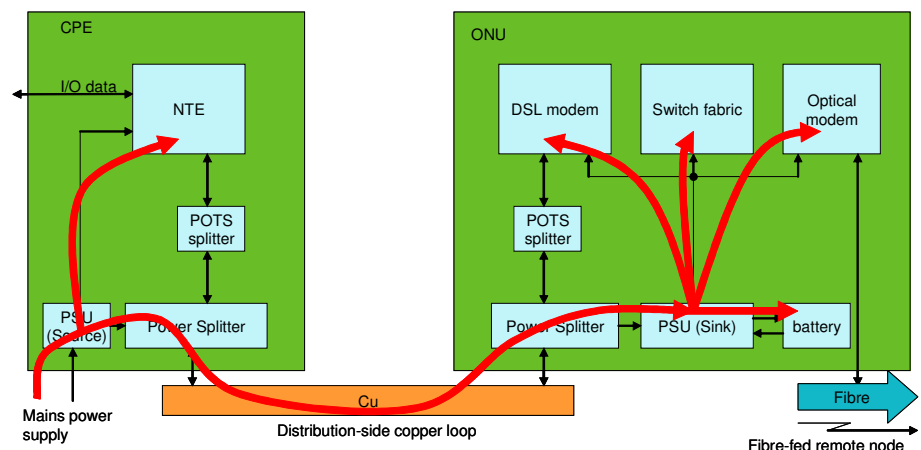 CPE
I/O data
NTE
POTS
splitter
PSU
(Source)
Power Splitter
Mains power
supply
Cu
Distribution-side copper loop
ONU
DSL modem
Switch fabric
Optical
modem
POTS
splitter
Power Splitter
PSU (Sink)
battery
Fibre
Fibre-fed remote node